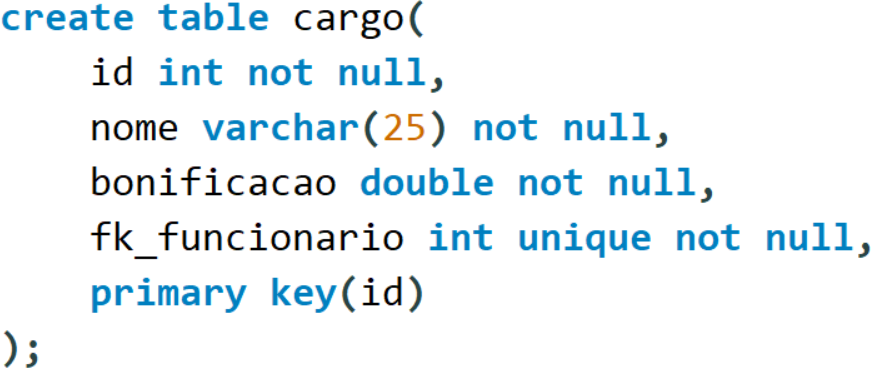 create table cargo(
    id int not null,
    nome varchar(25) not null,
    bonificacao double not null,
    fk_funcionario int unique not null,
    primary key(id)
);